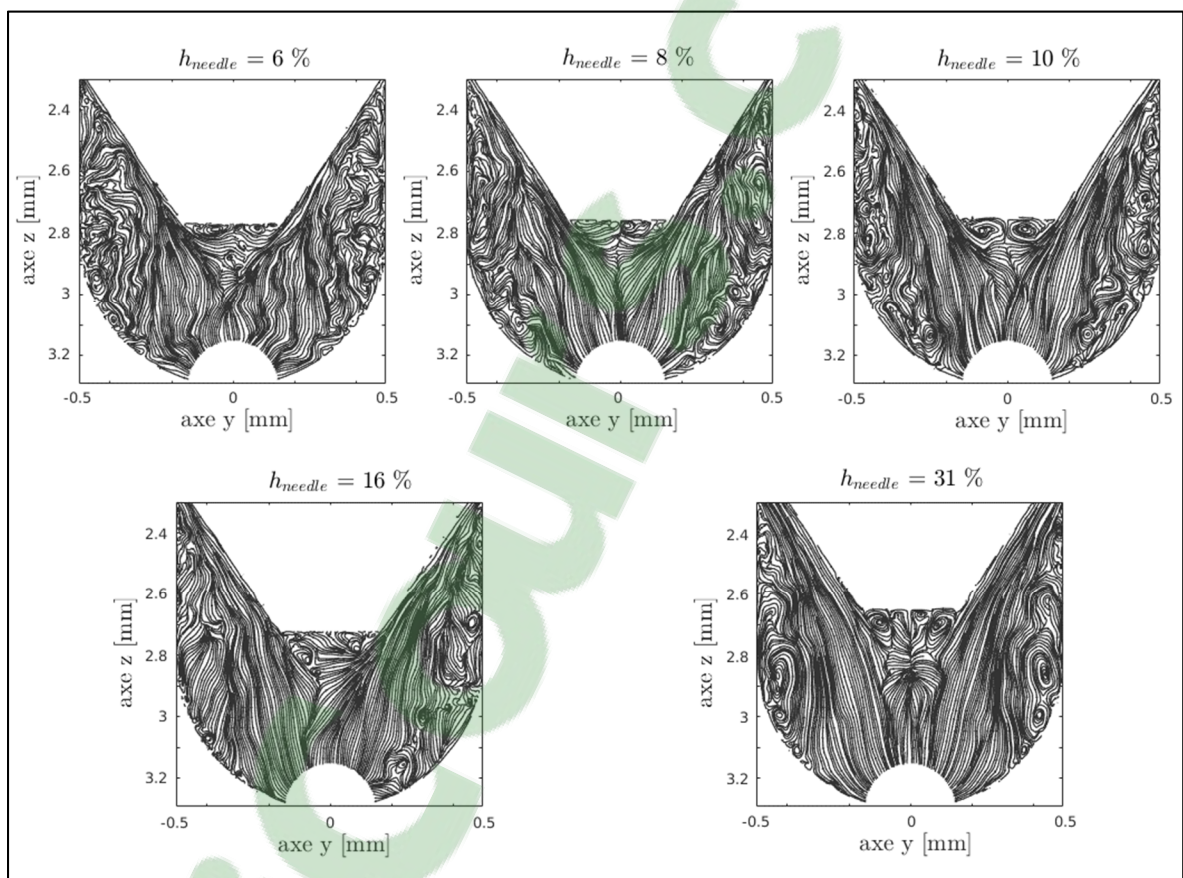 h_needle = 6 %
h_needle = 8 %
h_needle = 10 %
2.4
2.6
2.8
3
3.2
axe z [mm]
-0.5
0
0.5
axe y [mm]
2.4
2.6
2.8
3
3.2
axe z [mm]
-0.5
0
0.5
axe y [mm]
2.4
2.6
2.8
3
3.2
axe z [mm]
-0.5
0
0.5
axe y [mm]
h_needle = 16 %
h_needle = 31 %
2.4
2.6
2.8
3
3.2
axe z [mm]
-0.5
0
0.5
axe y [mm]
2.4
2.6
2.8
3
3.2
axe z [mm]
-0.5
0
0.5
axe y [mm]